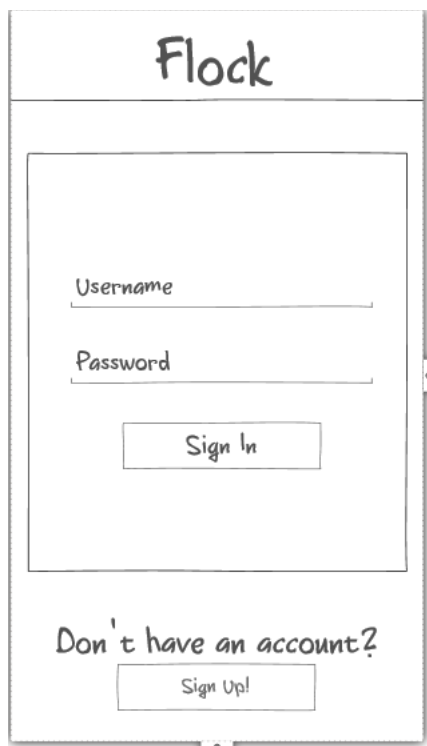 Flock
Username
Password
Sign In
Don't have an account?
Sign Up!